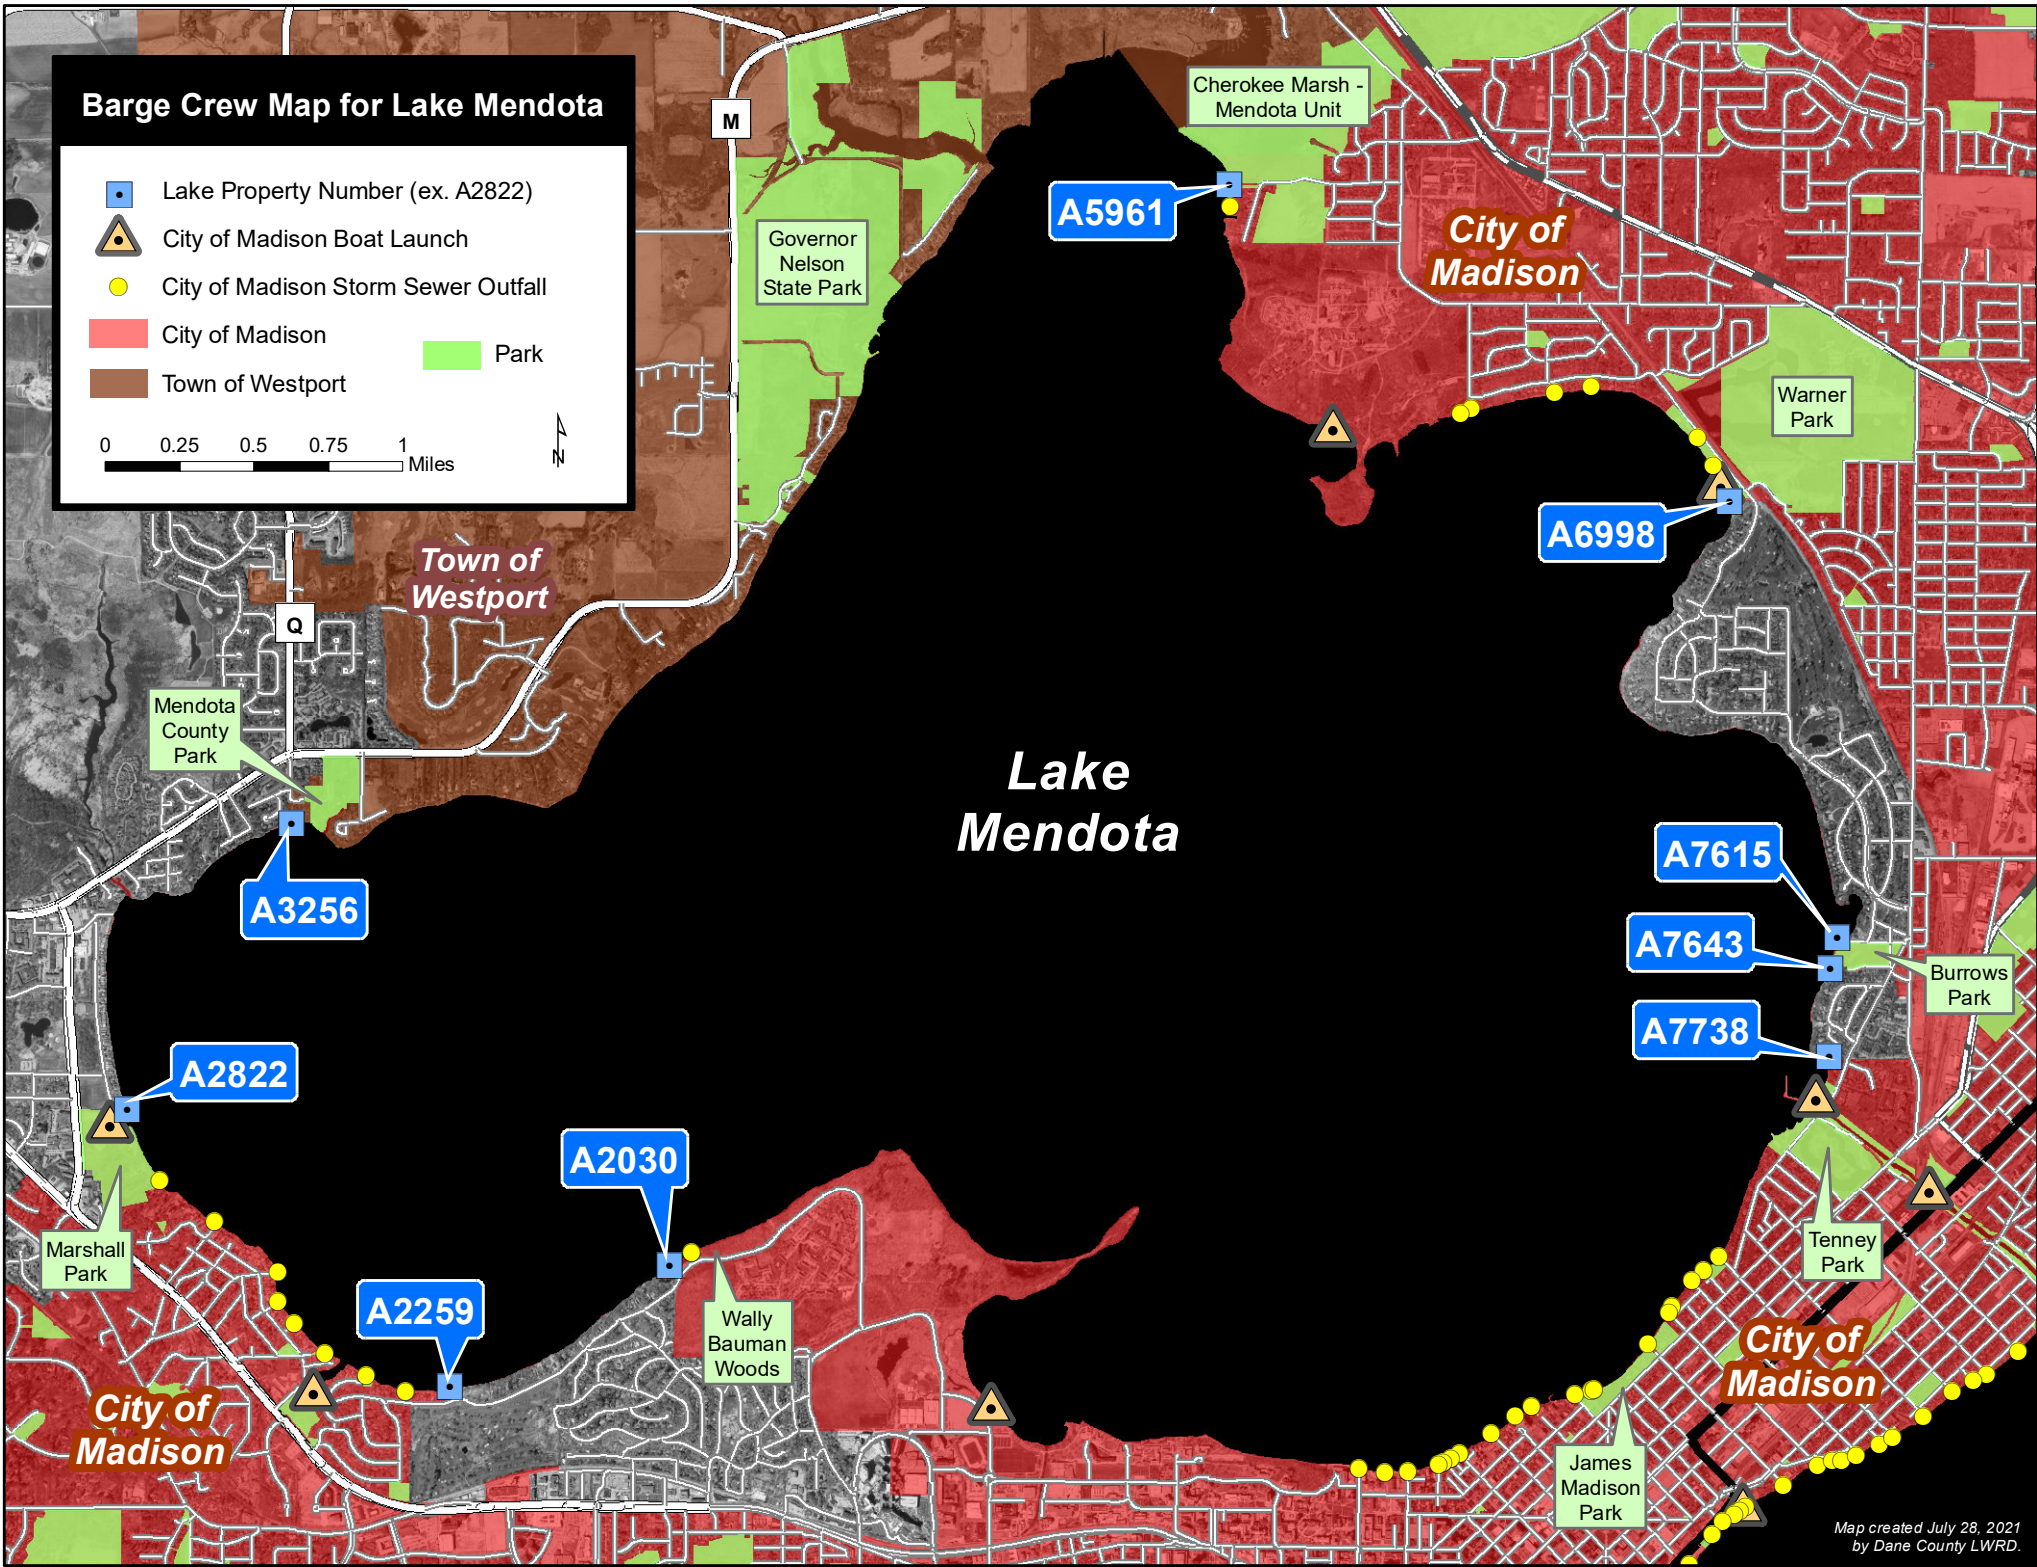 Barge Crew Map for Lake Mendota
Lake Property Number (ex. A2822)
City of Madison Boat Launch
City of Madison Storm Sewer Outfall
City of Madison
Park
Town of Westport
0 0.25 0.5 0.75 1
Miles
N
M
Cherokee Marsh -
Mendota Unit
A5961
Governor
Nelson
State Park
City of
Madison
Warner
Park
A6998
Town of
Westport
Q
Mendota
County
Park
Lake
Mendota
A3256
A7615
A7643
Burrows
Park
A7738
A2822
A2030
Marshall
Park
Tenney
Park
A2259
Wally
Bauman
Woods
City of
Madison
City of
Madison
James
Madison
Park
Map created July 28, 2021
by Dane County LWRD.